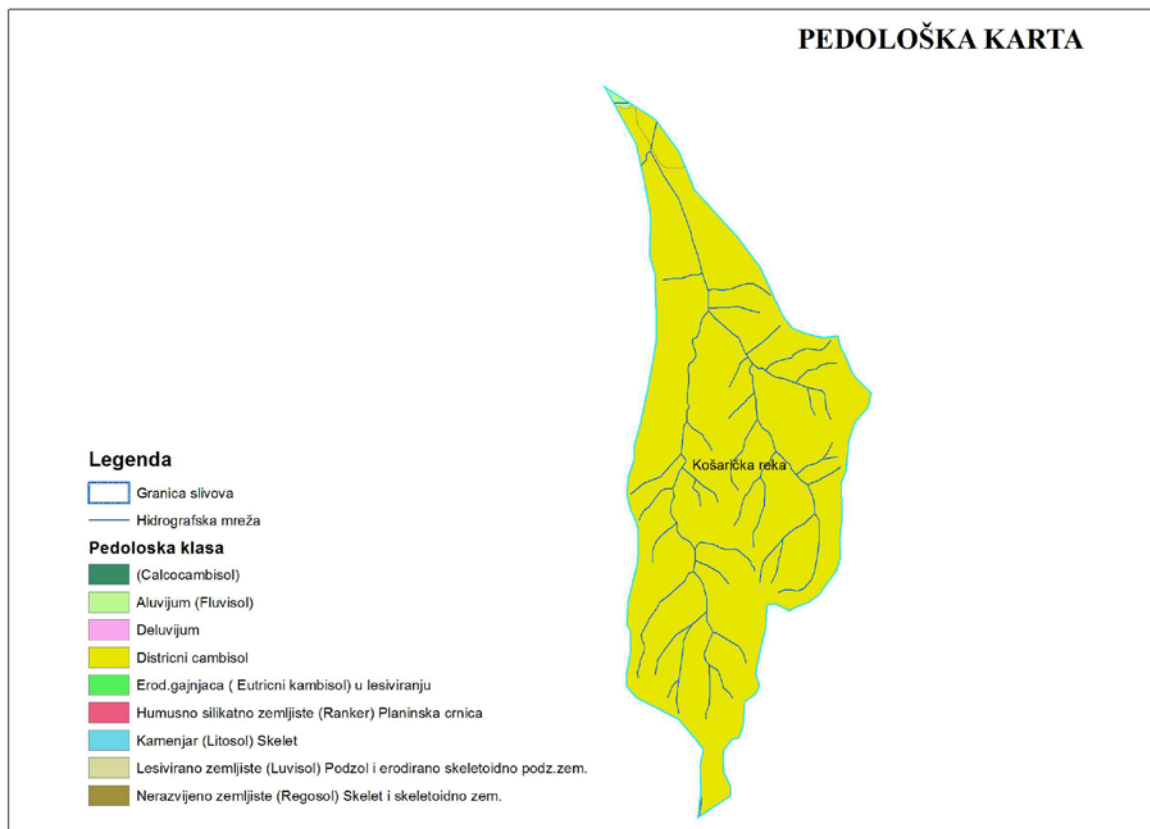 PEDOLOŠKA KARTA
Košarička reka
Legenda
Granica slivova
Hidrografska mreža
Pedoloska klasa
(Calcocambisol)
Aluvijum (Fluvisol)
Deluvijum
Districni cambisol
Erod.gajnjaca ( Eutricni kambisol) u lesiviranju
Humusno silikatno zemljiste (Ranker) Planinska crnica
Kamenjar (Litosol) Skelet
Lesivirano zemljiste (Luvisol) Podzol i erodirano skeletoidno podz.zem.
Nerazvijeno zemljiste (Regosol) Skelet i skeletoidno zem.